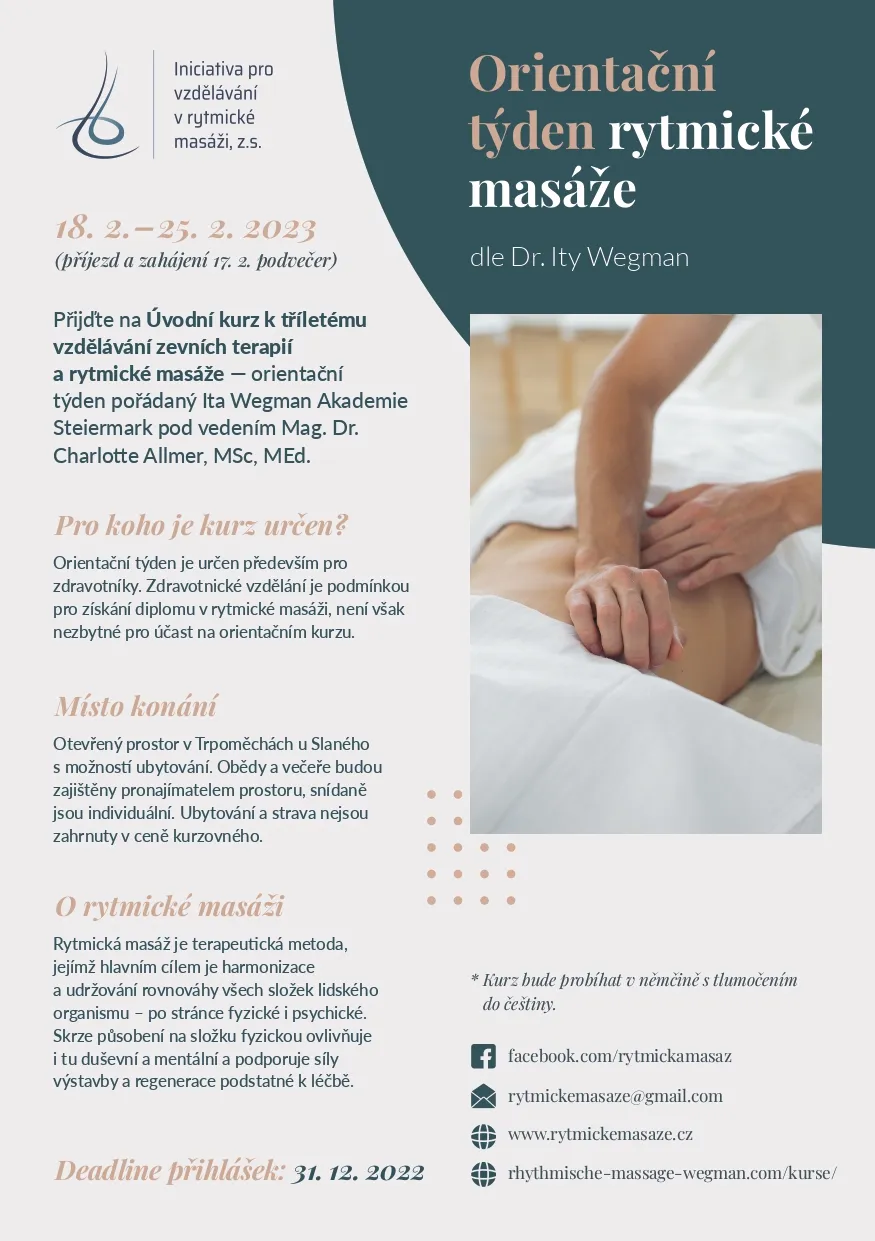 Iniciativa pro
vzdělávání
v rytmické
masáži, z.s.
Orientační
týden rytmické
masáže
dle Dr. Ity Wegman
18. 2.—25. 2. 2023
(příjezd a zahájení 17. 2. podvečer)
Přijďte na Úvodní kurz k tříletému
vzdělávání zevních terapií
a rytmické masáže — orientační
týden pořádaný Ita Wegman Akademie
Steiermark pod vedením Mag. Dr.
Charlotte Allmer, MSc, MEd.
Pro koho je kurz určen?
Orientační týden je určen především pro
zdravotníky. Zdravotnické vzdělání je podmínkou
pro získání diplomu v rytmické masáži, není však
nezbytné pro účast na orientačním kurzu.
Místo konání
Otevřený prostor v Trpoměchách u Slaného
s možností ubytování. Obědy a večeře budou
zajištěny pronajímatelem prostoru, snídaně
jsou individuální. Ubytování a strava nejsou
zahrnuty v ceně kurzovného.
O rytmické masáži
Rytmická masáž je terapeutická metoda,
jejímž hlavním cílem je harmonizace
a udržování rovnováhy všech složek lidského
organismu – po stránce fyzické i psychické.
Skrze působení na složku fyzickou ovlivňuje
i tu duševní a mentální a podporuje síly
výstavby a regenerace podstatné k léčbě.
Deadline přihlášek: 31. 12. 2022
* Kurz bude probíhat v němčině s tlumočením
do češtiny.
facebook.com/rytmickamasaz
rytmickemasaze@gmail.com
www.rytmickemasaze.cz
rhythmische-massage-wegman.com/kurse/